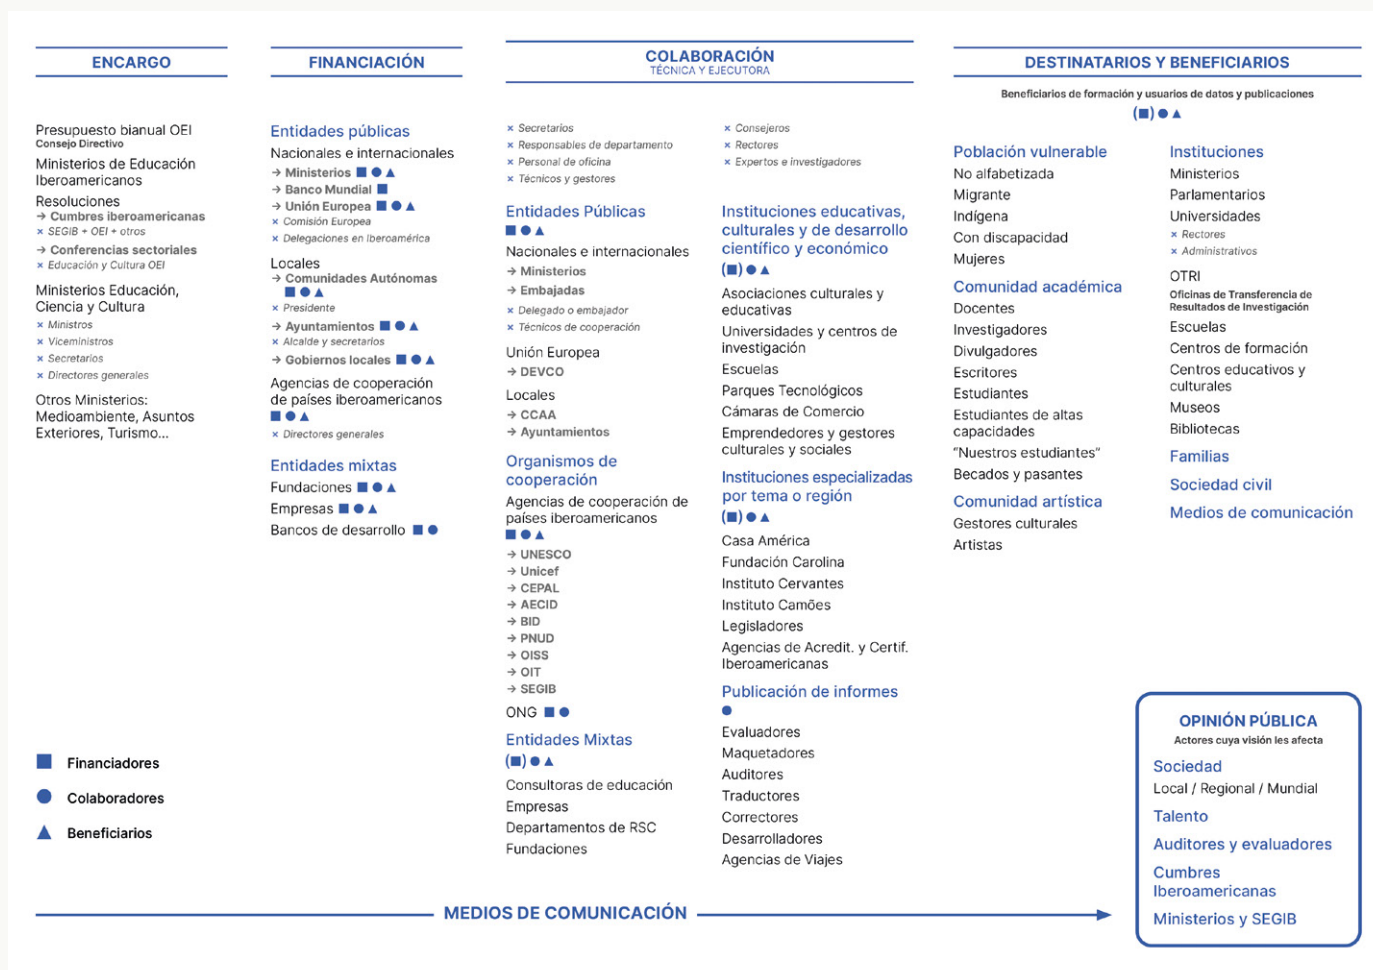 ENCARGO
Presupuesto bianual OEI
Consejo Directivo
Ministerios de Educación
Iberoamericanos
Resoluciones
→ Cumbres iberoamericanas
× SEGIB + OEI + otros
→ Conferencias sectoriales
× Educación y Cultura OEI
Ministerios Educación,
Ciencia y Cultura
× Ministros
× Viceministros
× Secretarios
× Directores generales
Otros Ministerios:
Medioambiente, Asuntos
Exteriores, Turismo...
FINANCIACIÓN
Entidades públicas
Nacionales e internacionales
→ Ministerios ■ ● ▲
→ Banco Mundial ■
→ Unión Europea ■ ● ▲
× Comisión Europea
× Delegaciones en Iberoamérica
Locales
→ Comunidades Autónomas
■ ● ▲
× Presidente
→ Ayuntamientos ■ ● ▲
× Alcalde y secretarios
→ Gobiernos locales ■ ● ▲
Agencias de cooperación
de países iberoamericanos
■ ● ▲
× Directores generales
Entidades mixtas
Fundaciones ■ ● ▲
Empresas ■ ● ▲
Bancos de desarrollo ■ ●
COLABORACIÓN
TÉCNICA Y EJECUTORA
× Secretarios
× Responsables de departamento
× Personal de oficina
× Técnicos y gestores
Entidades Públicas
■ ● ▲
Nacionales e internacionales
→ Ministerios
→ Embajadas
× Delegado o embajador
× Técnicos de cooperación
Unión Europea
→ DEVCO
Locales
→ CCAA
→ Ayuntamientos
Organismos de
cooperación
Agencias de cooperación de
países iberoamericanos
■ ● ▲
→ UNESCO
→ Unicef
→ CEPAL
→ AECID
→ BID
→ PNUD
→ OISS
→ OIT
→ SEGIB
ONG ■ ●
Entidades Mixtas
(■) ● ▲
Consultoras de educación
Empresas
Departamentos de RSC
Fundaciones
× Consejeros
× Rectores
× Expertos e investigadores
Instituciones educativas,
culturales y de desarrollo
científico y económico
(■) ● ▲
Asociaciones culturales y
educativas
Universidades y centros de
investigación
Escuelas
Parques Tecnológicos
Cámaras de Comercio
Emprendedores y gestores
culturales y sociales
Instituciones especializadas
por tema o región
(■) ● ▲
Casa América
Fundación Carolina
Instituto Cervantes
Instituto Camões
Legisladores
Agencias de Acredit. y Certif.
Iberoamericanas
Publicación de informes
●
Evaluadores
Maquetadores
Auditores
Traductores
Correctores
Desarrolladores
Agencias de Viajes
DESTINATARIOS Y BENEFICIARIOS
Beneficiarios de formación y usuarios de datos y publicaciones
(■) ● ▲
Población vulnerable
No alfabetizada
Migrante
Indígena
Con discapacidad
Mujeres
Comunidad académica
Docentes
Investigadores
Divulgadores
Escritores
Estudiantes
Estudiantes de altas
capacidades
“Nuestros estudiantes”
Becados y pasantes
Comunidad artística
Gestores culturales
Artistas
Instituciones
Ministerios
Parlamentarios
Universidades
× Rectores
× Administrativos
OTRI
Oficinas de Transferencia de
Resultados de Investigación
Escuelas
Centros de formación
Centros educativos y
culturales
Museos
Bibliotecas
Familias
Sociedad civil
Medios de comunicación
■ Financiadores
● Colaboradores
▲ Beneficiarios
MEDIOS DE COMUNICACIÓN
OPINIÓN PÚBLICA
Actores cuya visión les afecta
Sociedad
Local / Regional / Mundial
Talento
Auditores y evaluadores
Cumbres
Iberoamericanas
Ministerios y SEGIB